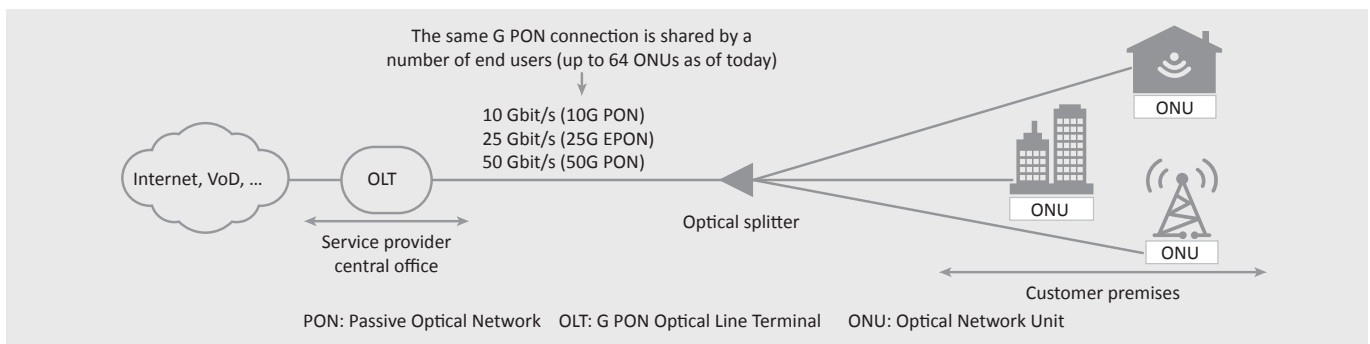 The same G PON connection is shared by a
number of end users (up to 64 ONUs as of today)
10 Gbit/s (10G PON)
25 Gbit/s (25G EPON)
50 Gbit/s (50G PON)
Internet, VoD, ...
OLT
Service provider
central office
Optical splitter
ONU
ONU
ONU
Customer premises
PON: Passive Optical Network OLT: G PON Optical Line Terminal ONU: Optical Network Unit